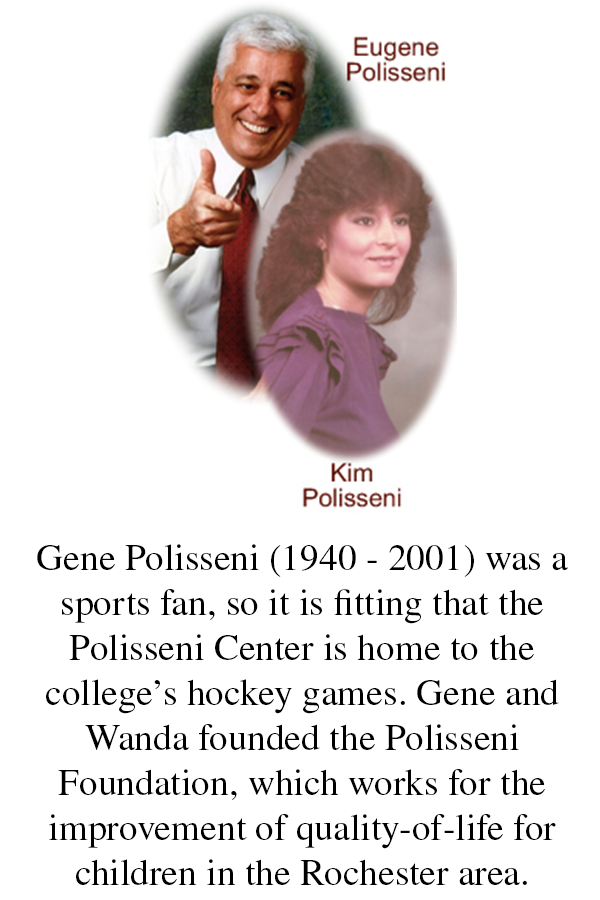 Eugene
Polisseni
Kim
Polisseni
Gene Polisseni (1940 - 2001) was a
sports fan, so it is fitting that the
Polisseni Center is home to the
college’s hockey games. Gene and
Wanda founded the Polisseni
Foundation, which works for the
improvement of quality-of-life for
children in the Rochester area.